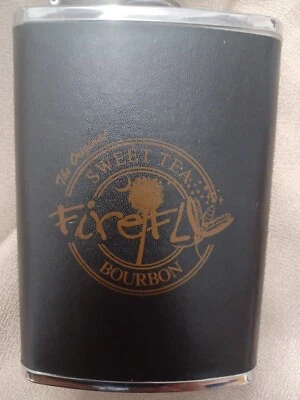 The Original
SWEET TEA
FireFLY
BOURBON